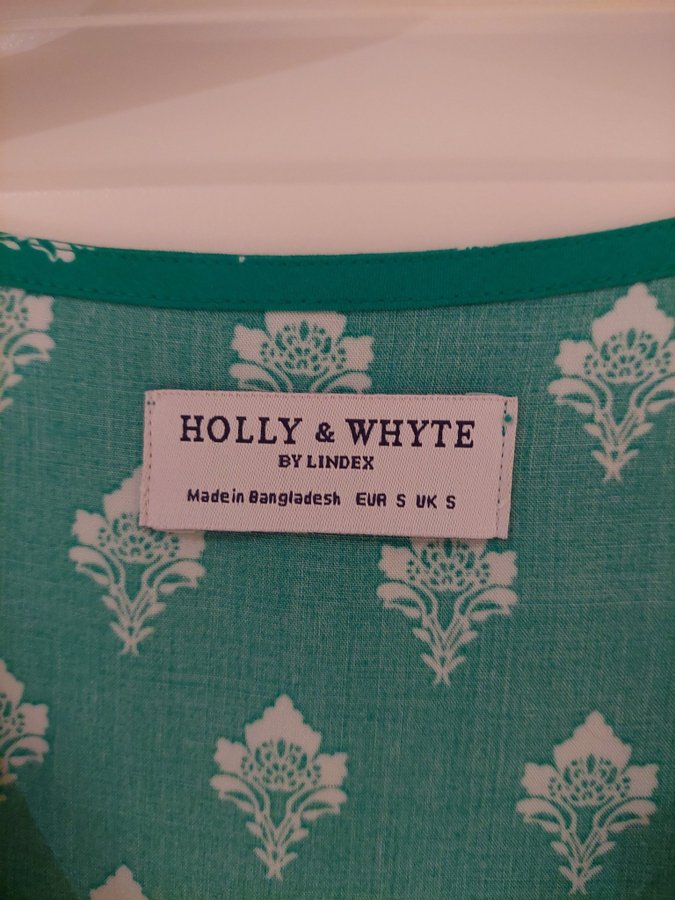 HOLLY & WHYTE
BY LINDEX
Made in Bangladesh EUR S UK S